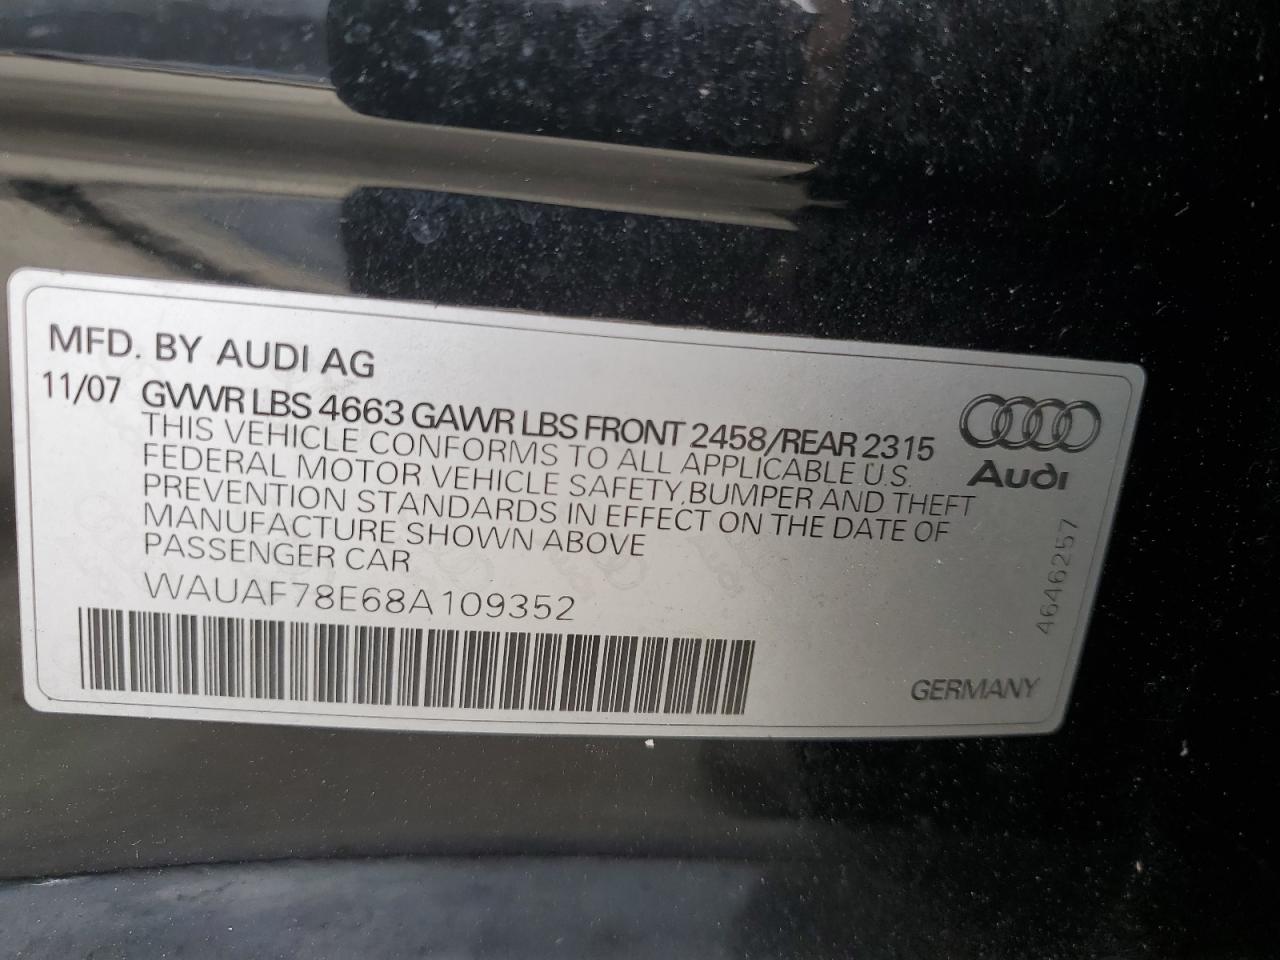 MFD. BY AUDI AG
11/07 GVWR LBS 4663 GAWR LBS FRONT 2458/REAR 2315
THIS VEHICLE CONFORMS TO ALL APPLICABLE U.S.
FEDERAL MOTOR VEHICLE SAFETY, BUMPER AND THEFT
PREVENTION STANDARDS IN EFFECT ON THE DATE OF
MANUFACTURE SHOWN ABOVE
PASSENGER CAR
WAUAF78E68A109352
Audi
4646257
GERMANY